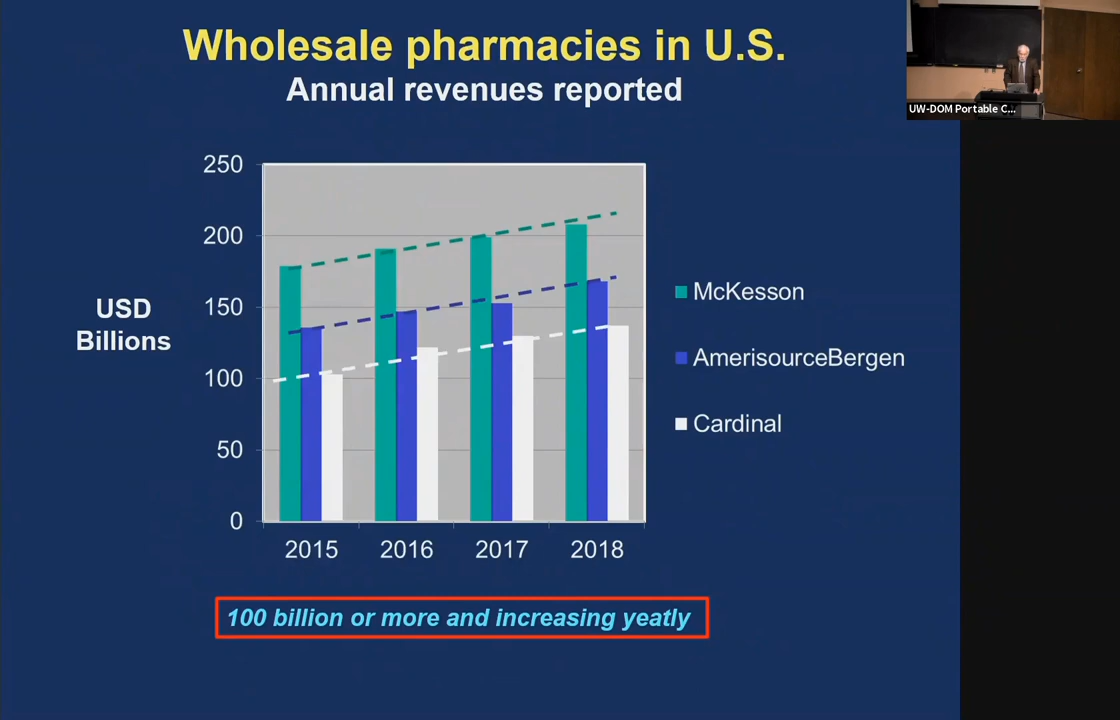 Wholesale pharmacies in U.S.
Annual revenues reported
UW-DOM Portable C...
250
200
150
100
50
0
USD
Billions
2015 2016 2017 2018
McKesson
AmerisourceBergen
Cardinal
100 billion or more and increasing yeatly